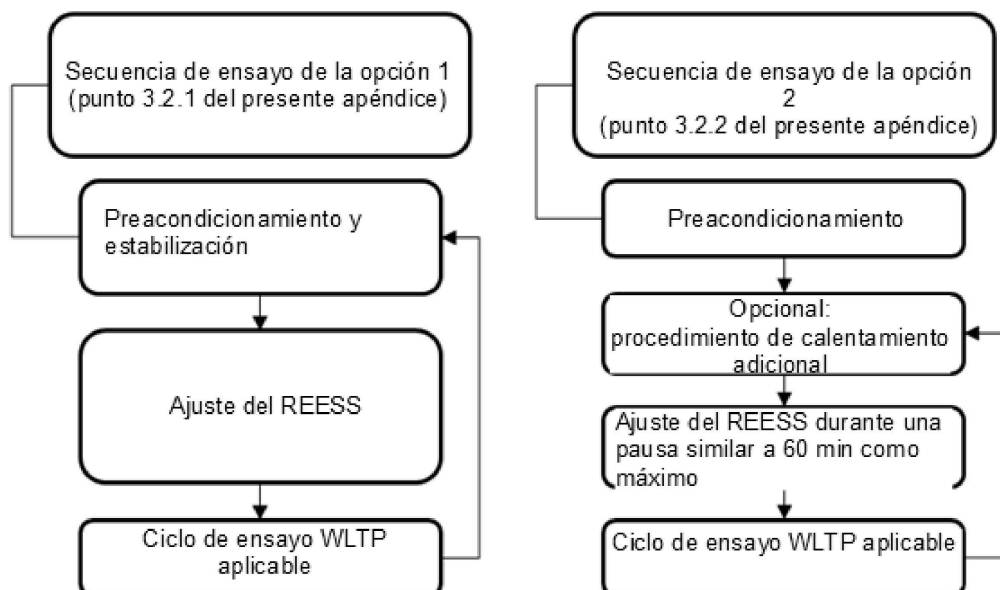 Secuencia de ensayo de la opción 1
(punto 3.2.1 del presente apéndice)
Preacondicionamiento y
estabilización
Ajuste del REESS
Ciclo de ensayo WLTP
aplicable
Secuencia de ensayo de la opción
2
(punto 3.2.2 del presente apéndice)
Preacondicionamiento
Opcional:
procedimiento de calentamiento
adicional
Ajuste del REESS durante una
pausa similar a 60 min como
máximo
Ciclo de ensayo WLTP aplicable